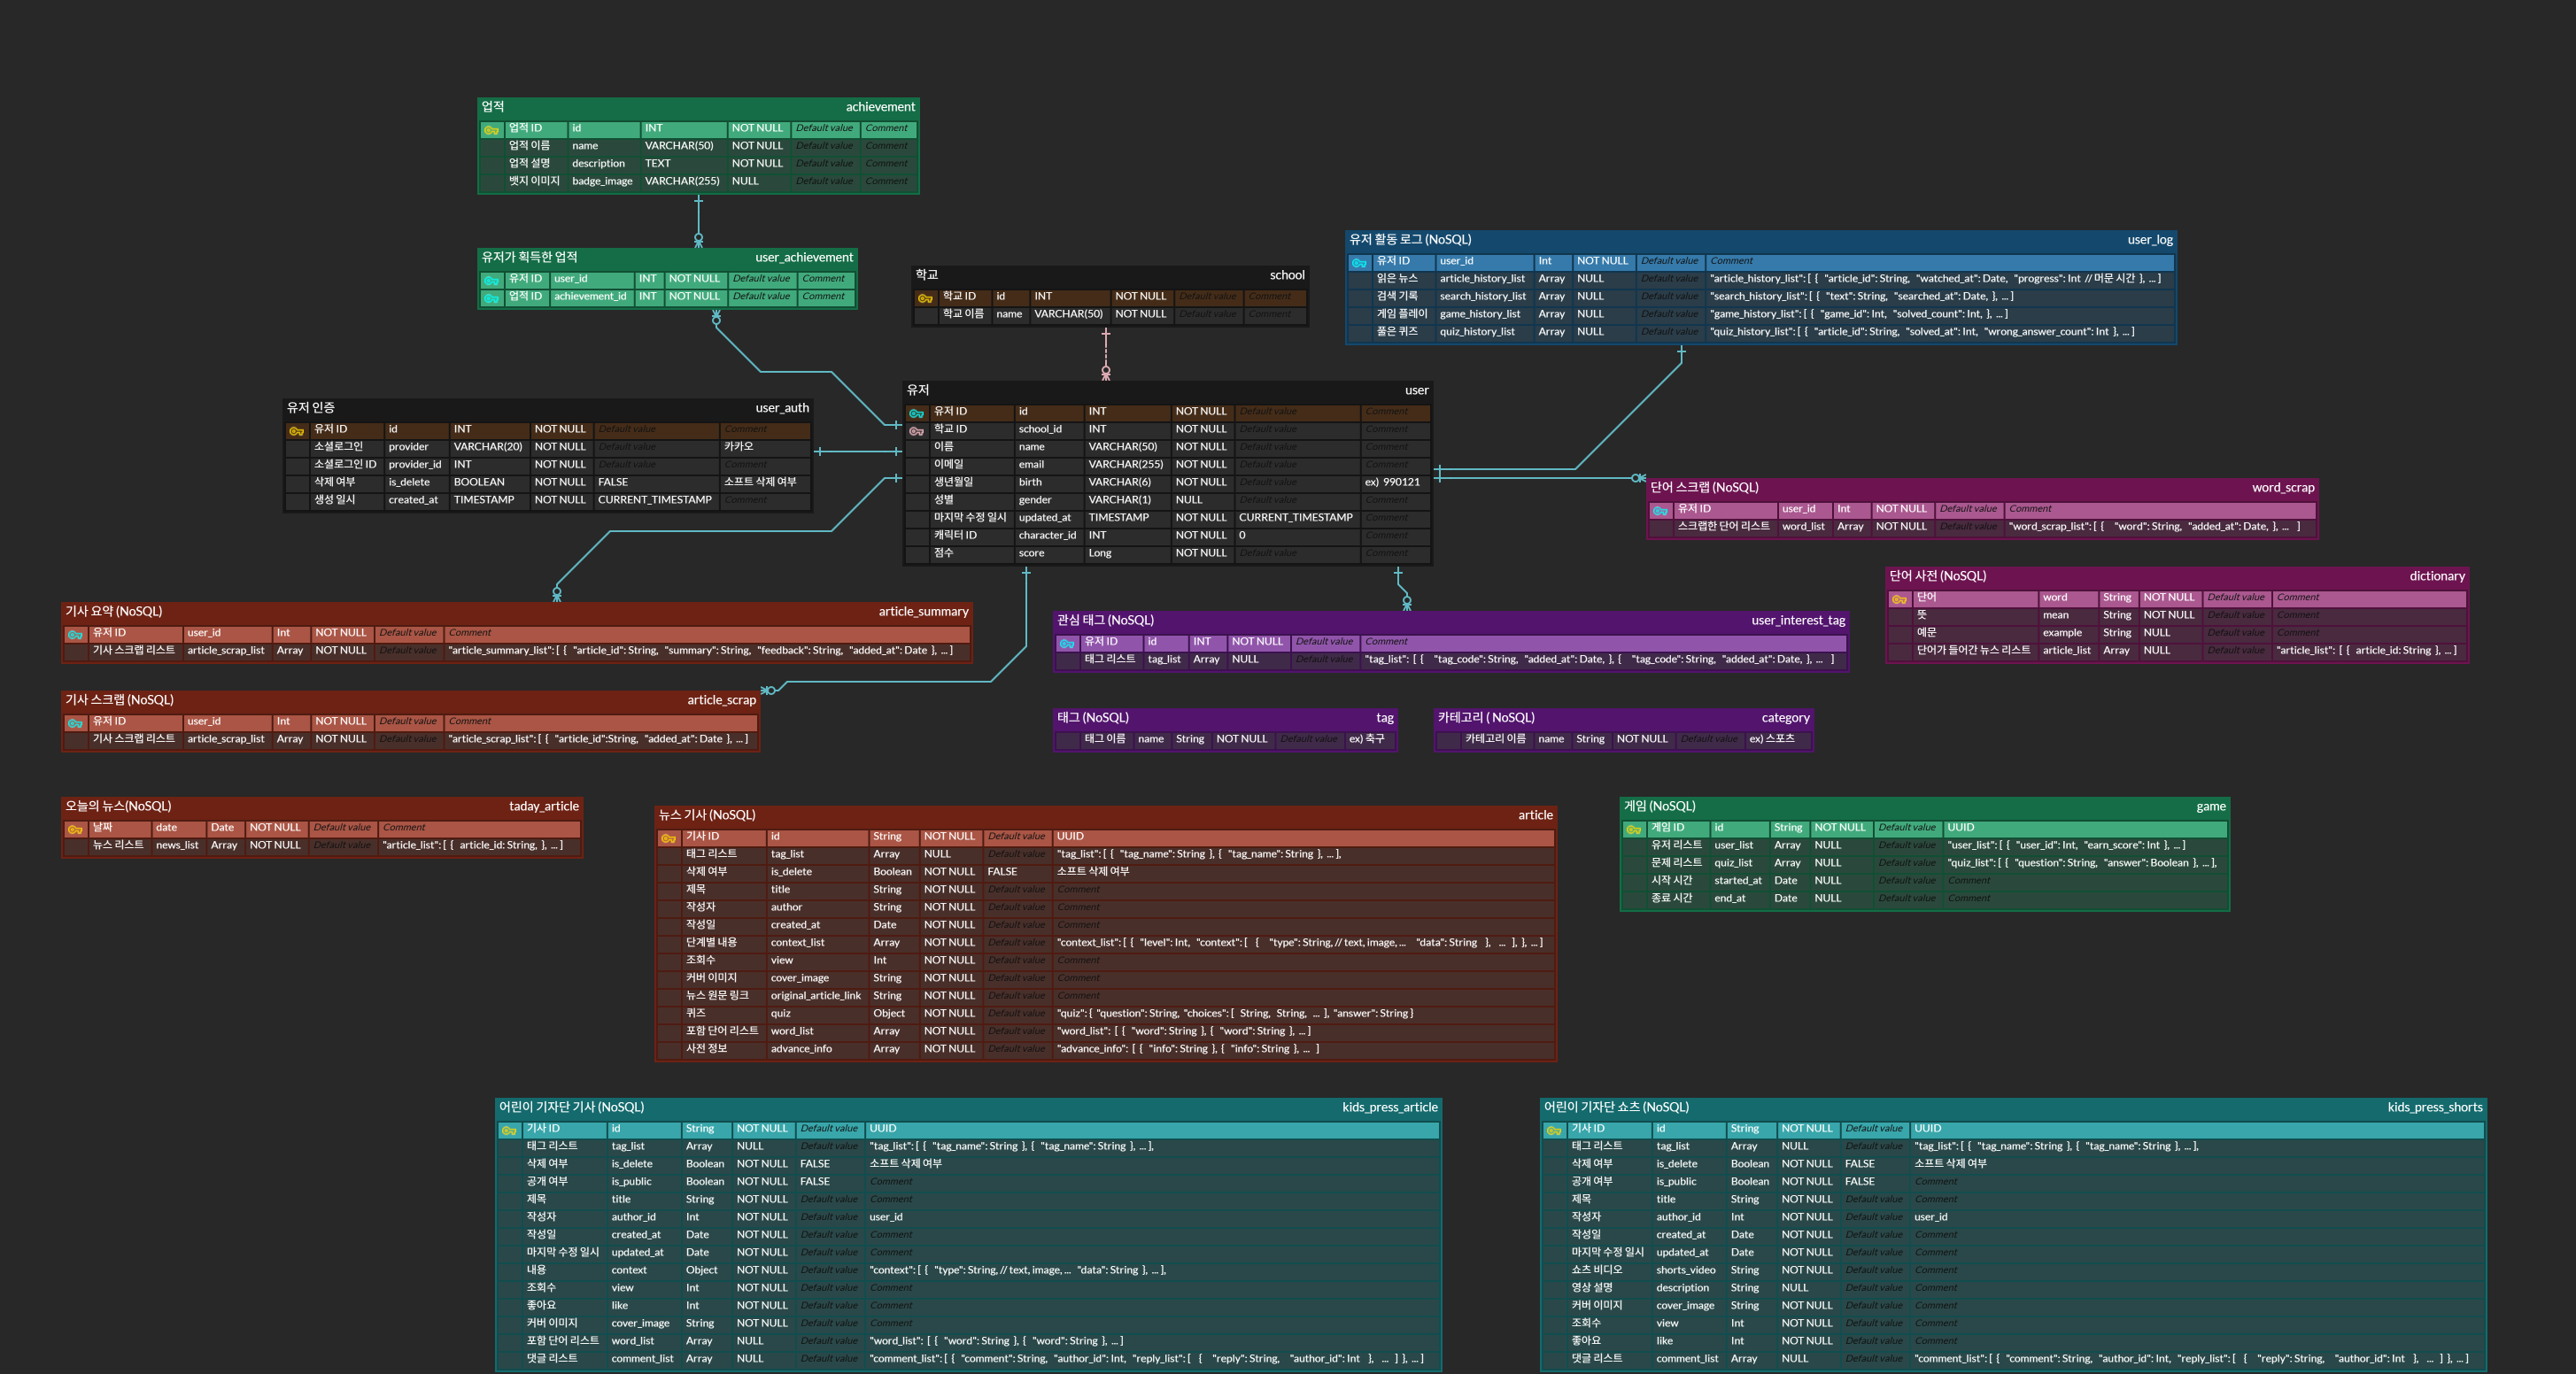 업적 achievement
업적 ID id INT NOT NULL Default value Comment
업적 이름 name VARCHAR(50) NOT NULL Default value Comment
업적 설명 description TEXT NOT NULL Default value Comment
뱃지 이미지 badge_image VARCHAR(255) NULL Default value Comment
유저가 획득한 업적 user_achievement
유저 ID user_id INT NOT NULL Default value Comment
업적 ID achievement_id INT NOT NULL Default value Comment
학교 school
학교 ID id INT NOT NULL Default value Comment
학교 이름 name VARCHAR(50) NOT NULL Default value Comment
유저 활동 로그 (NoSQL) user_log
유저 ID user_id Int NOT NULL Default value Comment
읽은 뉴스 article_history_list Array NULL Default value "article_history_list": [ { "article_id": String, "watched_at": Date, "progress": Int // 머문 시간 }, ... ]
검색 기록 search_history_list Array NULL Default value "search_history_list": [ { "text": String, "searched_at": Date, }, ... ]
게임 플레이 game_history_list Array NULL Default value "game_history_list": [ { "game_id": Int, "solved_count": Int, }, ... ]
풀은 퀴즈 quiz_history_list Array NULL Default value "quiz_history_list": [ { "article_id": String, "solved_at": Int, "wrong_answer_count": Int }, ... ]
유저 인증 user_auth
유저 ID id INT NOT NULL Default value Comment
소셜로그인 provider VARCHAR(20) NOT NULL Default value 카카오
소셜로그인 ID provider_id INT NOT NULL Default value Comment
삭제 여부 is_delete BOOLEAN NOT NULL FALSE 소프트 삭제 여부
생성 일시 created_at TIMESTAMP NOT NULL CURRENT_TIMESTAMP Comment
유저 user
유저 ID id INT NOT NULL Default value Comment
학교 ID school_id INT NOT NULL Default value Comment
이름 name VARCHAR(50) NOT NULL Default value Comment
이메일 email VARCHAR(255) NOT NULL Default value Comment
생년월일 birth VARCHAR(6) NOT NULL Default value ex) 990121
성별 gender VARCHAR(1) NULL Default value Comment
마지막 수정 일시 updated_at TIMESTAMP NOT NULL CURRENT_TIMESTAMP Comment
캐릭터 ID character_id INT NOT NULL 0 Comment
점수 score Long NOT NULL Default value Comment
단어 스크랩 (NoSQL) word_scrap
유저 ID user_id Int NOT NULL Default value Comment
스크랩한 단어 리스트 word_list Array NOT NULL Default value "word_scrap_list": [ { "word": String, "added_at": Date, }, ... ]
단어 사전 (NoSQL) dictionary
단어 word String NOT NULL Default value Comment
뜻 mean String NOT NULL Default value Comment
예문 example String NULL Default value Comment
단어가 들어간 뉴스 리스트 article_list Array NULL Default value "article_list": [ { article_id: String }, ... ]
기사 요약 (NoSQL) article_summary
유저 ID user_id Int NOT NULL Default value Comment
기사 스크랩 리스트 article_scrap_list Array NOT NULL Default value "article_summary_list": [ { "article_id": String, "summary": String, "feedback": String, "added_at": Date }, ... ]
관심 태그 (NoSQL) user_interest_tag
유저 ID id INT NOT NULL Default value Comment
태그 리스트 tag_list Array NULL Default value "tag_list": [ { "tag_code": String, "added_at": Date, }, { "tag_code": String, "added_at": Date, }, ... ]
기사 스크랩 (NoSQL) article_scrap
유저 ID user_id Int NOT NULL Default value Comment
기사 스크랩 리스트 article_scrap_list Array NOT NULL Default value "article_scrap_list": [ { "article_id":String, "added_at": Date }, ... ]
태그 (NoSQL) tag
태그 이름 name String NOT NULL Default value ex) 축구
카테고리 ( NoSQL) category
카테고리 이름 name String NOT NULL Default value ex) 스포츠
오늘의 뉴스(NoSQL) taday_article
날짜 date Date NOT NULL Default value Comment
뉴스 리스트 news_list Array NOT NULL Default value "article_list": [ { article_id: String, }, ... ]
뉴스 기사 (NoSQL) article
기사 ID id String NOT NULL Default value UUID
태그 리스트 tag_list Array NULL Default value "tag_list": [ { "tag_name": String }, { "tag_name": String }, ... ],
삭제 여부 is_delete Boolean NOT NULL FALSE 소프트 삭제 여부
제목 title String NOT NULL Default value Comment
작성자 author String NOT NULL Default value Comment
작성일 created_at Date NOT NULL Default value Comment
단계별 내용 context_list Array NOT NULL Default value "context_list": [ { "level": Int, "context": [ { "type": String, // text, image, ... "data": String }, ... ], }, ... ]
조회수 view Int NOT NULL Default value Comment
커버 이미지 cover_image String NOT NULL Default value Comment
뉴스 원문 링크 original_article_link String NOT NULL Default value Comment
퀴즈 quiz Object NOT NULL Default value "quiz": { "question": String, "choices": [ String, String, ... ], "answer": String }
포함 단어 리스트 word_list Array NOT NULL Default value "word_list": [ { "word": String }, { "word": String }, ... ]
사전 정보 advance_info Array NOT NULL Default value "advance_info": [ { "info": String }, { "info": String }, ... ]
게임 (NoSQL) game
게임 ID id String NOT NULL Default value UUID
유저 리스트 user_list Array NULL Default value "user_list": [ { "user_id": Int, "earn_score": Int }, ... ]
문제 리스트 quiz_list Array NULL Default value "quiz_list": [ { "question": String, "answer": Boolean }, ... ],
시작 시간 started_at Date NULL Default value Comment
종료 시간 end_at Date NULL Default value Comment
어린이 기자단 기사 (NoSQL) kids_press_article
기사 ID id String NOT NULL Default value UUID
태그 리스트 tag_list Array NULL Default value "tag_list": [ { "tag_name": String }, { "tag_name": String }, ... ],
삭제 여부 is_delete Boolean NOT NULL FALSE 소프트 삭제 여부
공개 여부 is_public Boolean NOT NULL FALSE Comment
제목 title String NOT NULL Default value Comment
작성자 author_id Int NOT NULL Default value user_id
작성일 created_at Date NOT NULL Default value Comment
마지막 수정 일시 updated_at Date NOT NULL Default value Comment
내용 context Object NOT NULL Default value "context": [ { "type": String, // text, image, ... "data": String }, ... ],
조회수 view Int NOT NULL Default value Comment
좋아요 like Int NOT NULL Default value Comment
커버 이미지 cover_image String NOT NULL Default value Comment
포함 단어 리스트 word_list Array NULL Default value "word_list": [ { "word": String }, { "word": String }, ... ]
댓글 리스트 comment_list Array NULL Default value "comment_list": [ { "comment": String, "author_id": Int, "reply_list": [ { "reply": String, "author_id": Int }, ... ] }, ... ]
어린이 기자단 쇼츠 (NoSQL) kids_press_shorts
기사 ID id String NOT NULL Default value UUID
태그 리스트 tag_list Array NULL Default value "tag_list": [ { "tag_name": String }, { "tag_name": String }, ... ],
삭제 여부 is_delete Boolean NOT NULL FALSE 소프트 삭제 여부
공개 여부 is_public Boolean NOT NULL FALSE Comment
제목 title String NOT NULL Default value Comment
작성자 author_id Int NOT NULL Default value user_id
작성일 created_at Date NOT NULL Default value Comment
마지막 수정 일시 updated_at Date NOT NULL Default value Comment
쇼츠 비디오 shorts_video String NOT NULL Default value Comment
영상 설명 description String NULL Default value Comment
커버 이미지 cover_image String NOT NULL Default value Comment
조회수 view Int NOT NULL Default value Comment
좋아요 like Int NOT NULL Default value Comment
댓글 리스트 comment_list Array NULL Default value "comment_list": [ { "comment": String, "author_id": Int, "reply_list": [ { "reply": String, "author_id": Int }, ... ] }, ... ]